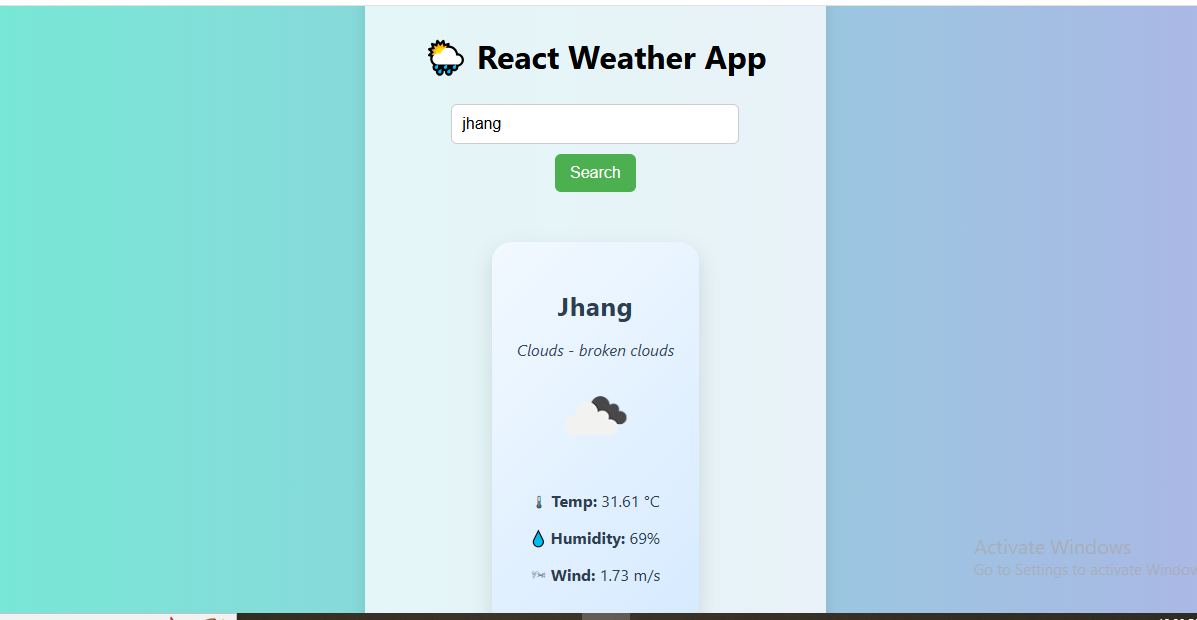 React Weather App
jhang
Search
Jhang
Clouds - broken clouds
Temp: 31.61 °C
Humidity: 69%
Wind: 1.73 m/s
Activate Windows
Go to Settings to activate Window